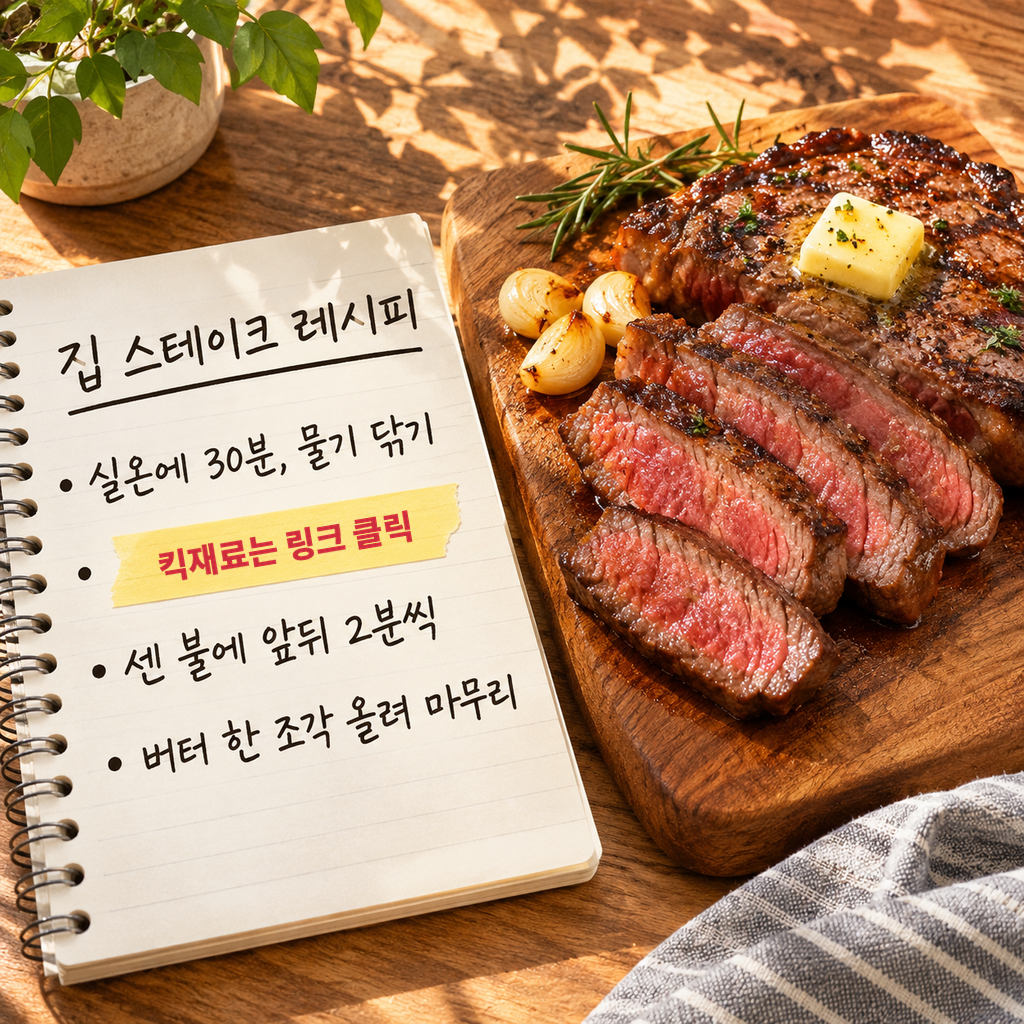 집 스테이크 레시피
• 실온에 30분, 물기 닦기
• 킥재료는 링크 클릭
• 센 불에 앞뒤 2분씩
• 버터 한 조각 올려 마무리